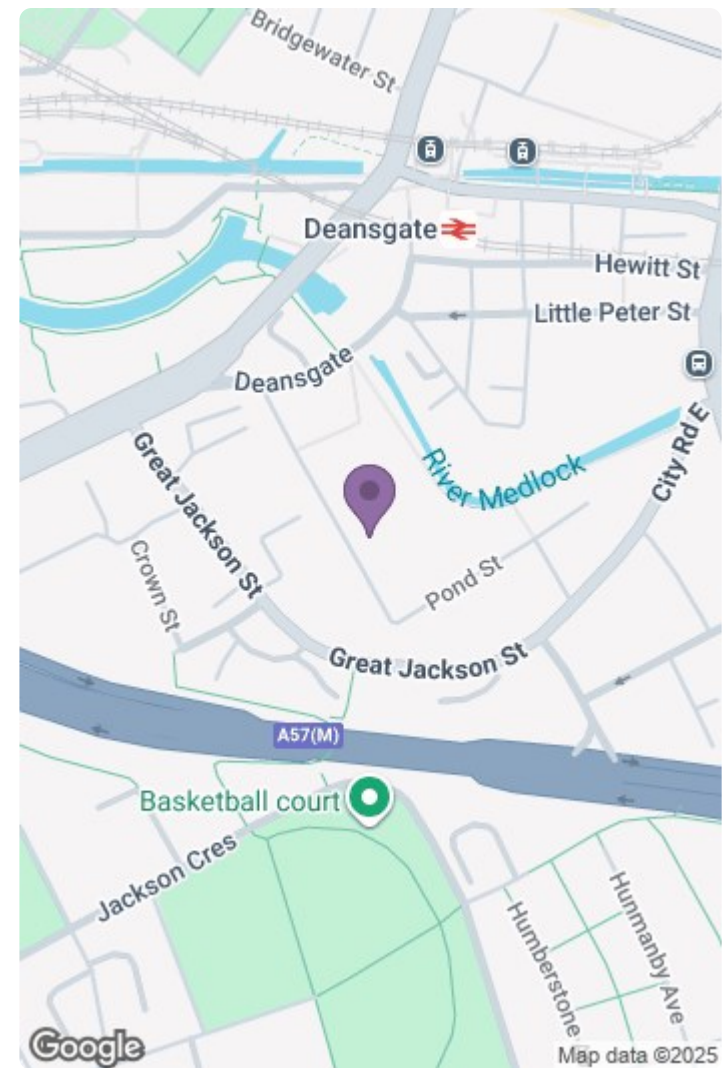 Bridgewater St
Deansgate
Hewitt St
Little Peter St
Deansgate
City Rd E
River Medlock
Great Jackson St
Crown St
Pond St
Great Jackson St
A57(M)
Basketball court
Jackson Cres
Hunmanby Ave
Humberstone
Google
Map data ©2025